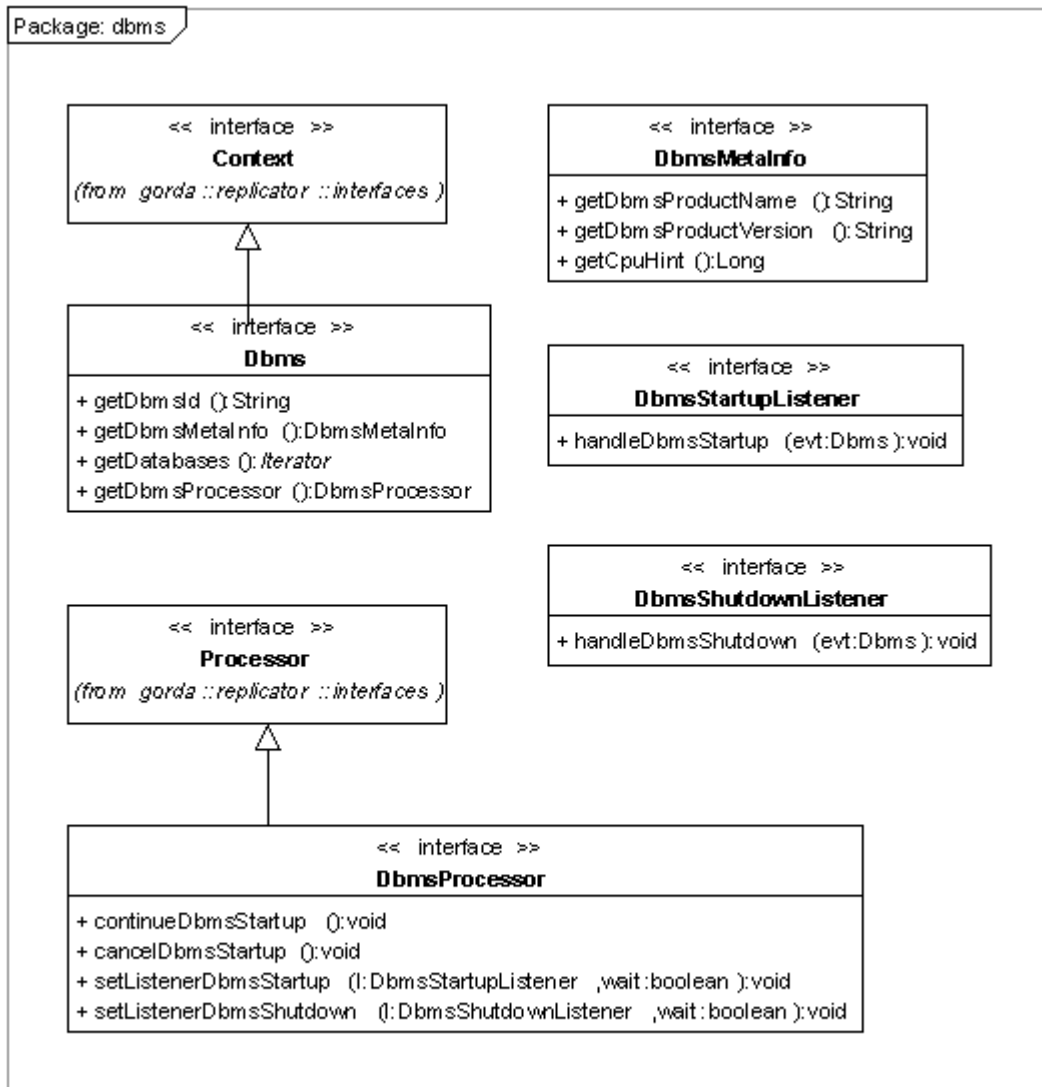 Package: dbms
<< interface >>
Context
(from gorda :: replicator :: interfaces )
<< interface >>
DbmsMetaInfo
+ getDbmsProductName (): String
+ getDbmsProductVersion (): String
+ getCpuHint ():Long
<< interface >>
Dbms
+ getDbmsId (): String
+ getDbmsMetaInfo ():DbmsMetaInfo
+ getDatabases (): Iterator
+ getDbmsProcessor ():DbmsProcessor
<< interface >>
DbmsStartupListener
+ handleDbmsStartup (evt:Dbms ):void
<< interface >>
DbmsShutdownListener
+ handleDbmsShutdown (evt:Dbms ): void
<< interface >>
Processor
(from gorda :: replicator :: interfaces )
<< interface >>
DbmsProcessor
+ continueDbmsStartup ():void
+ cancelDbmsStartup ():void
+ setListenerDbmsStartup (l:DbmsStartupListener ,wait:boolean ):void
+ setListenerDbmsShutdown (l:DbmsShutdownListener ,wait:boolean ):void